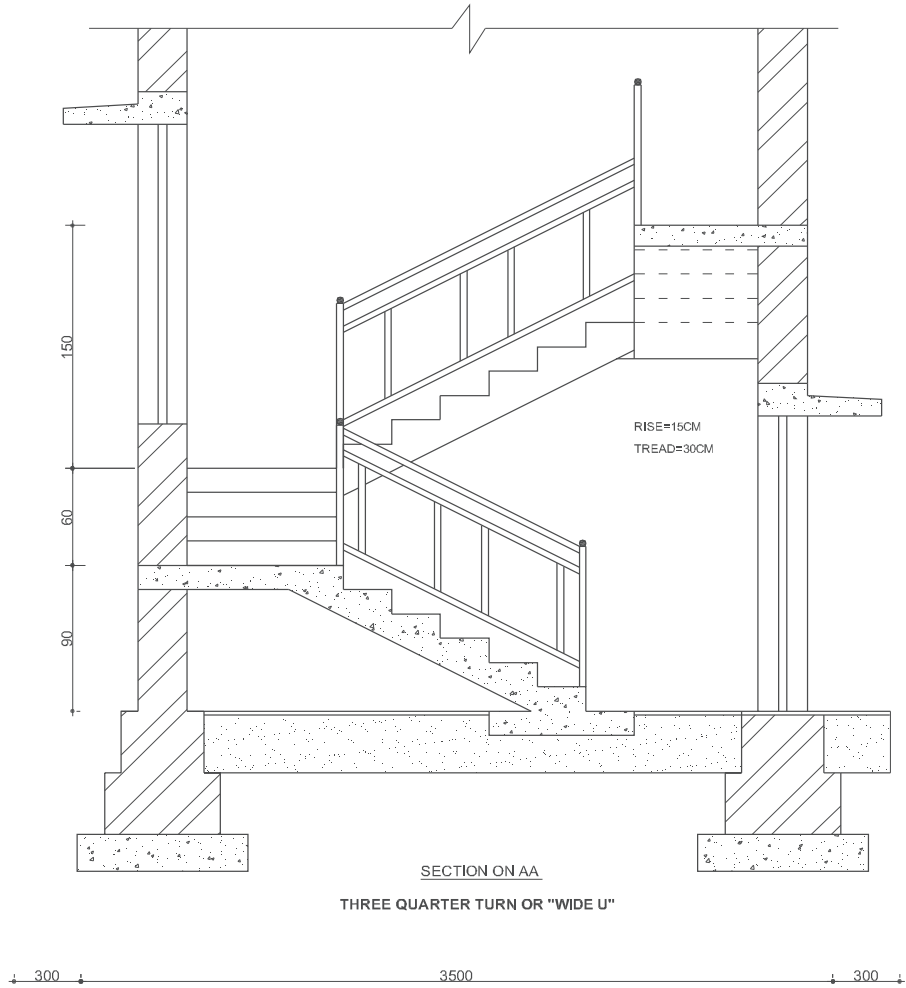 150
RISE=15CM
TREAD=30CM
60
90
SECTION ON AA
THREE QUARTER TURN OR "WIDE U"
300 3500 300